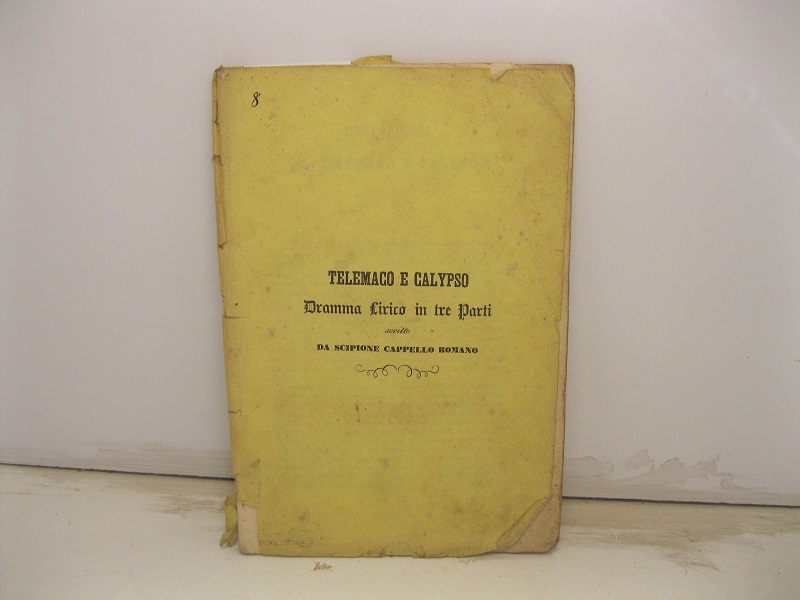 8
TELEMACO E CALYPSO
Dramma Lirico in tre Parti
scritto
DA SCIPIONE CAPPELLO ROMANO